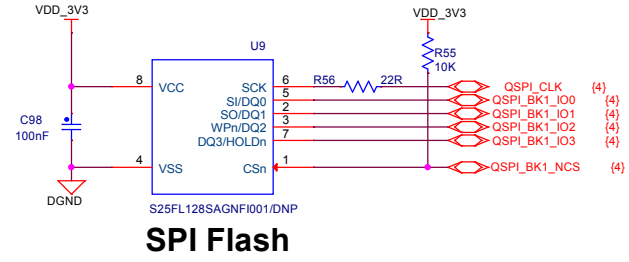 VDD_3V3
VDD_3V3
U9
R55
10K
8
VCC
SCK
6
R56
22R
QSPI_CLK
{4}
SI/DQ0
5
QSPI_BK1_IO0
{4}
SO/DQ1
2
QSPI_BK1_IO1
{4}
WPn/DQ2
3
QSPI_BK1_IO2
{4}
DQ3/HOLDn
7
QSPI_BK1_IO3
{4}
C98
100nF
4
VSS
CSn
1
QSPI_BK1_NCS
{4}
DGND
S25FL128SAGNFI001/DNP
SPI Flash